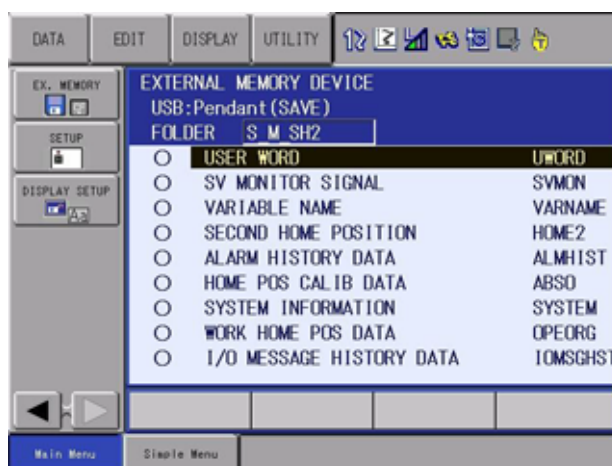 DATA EDIT DISPLAY UTILITY
EX. MEMORY
SETUP
DISPLAY SETUP
EXTERNAL MEMORY DEVICE
USB:Pendant(SAVE)
FOLDER S_M_SH2
USER WORD UWORD
SV MONITOR SIGNAL SVMON
VARIABLE NAME VARNAME
SECOND HOME POSITION HOME2
ALARM HISTORY DATA ALMHIST
HOME POS CALIB DATA ABSO
SYSTEM INFORMATION SYSTEM
WORK HOME POS DATA OPEORG
I/O MESSAGE HISTORY DATA IOMSGHST
Main Menu Simple Menu